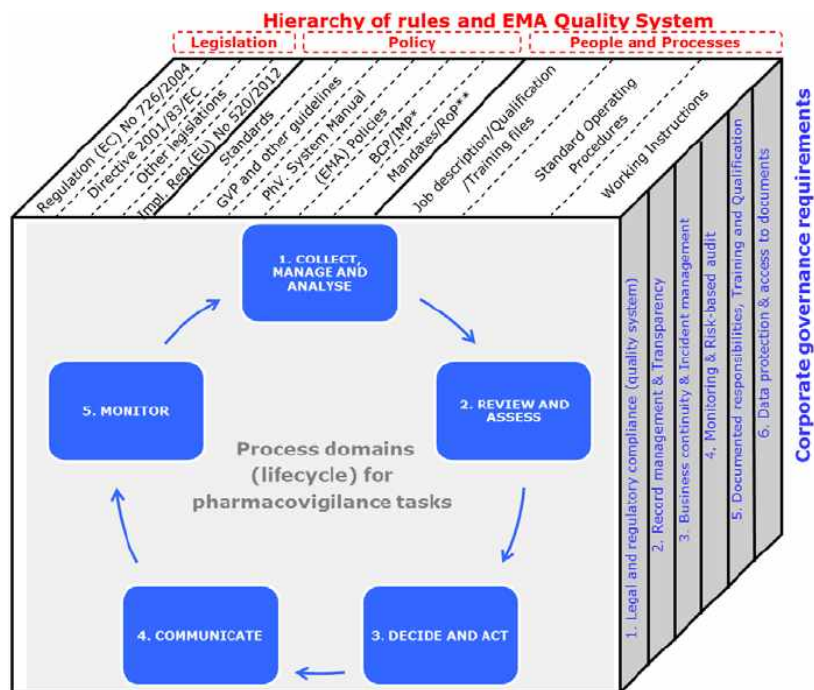 Hierarchy of rules and EMA Quality System
Legislation
Policy
People and Processes
Regulation (EC) No 726/2004
Directive 2001/83/EC
Other legislations
Impl. Reg.(EU) No 520/2012
Standards
GVP and other guidelines
PhV. System Manual
(EMA) Policies
BCP/IMP*
Mandates/RoP**
Job description/Qualification
/Training files
Standard Operating
Procedures
Working Instructions
1. COLLECT,
MANAGE AND
ANALYSE
2. REVIEW AND
ASSESS
3. DECIDE AND ACT
4. COMMUNICATE
5. MONITOR
Process domains
(lifecycle) for
pharmacovigilance tasks
1. Legal and regulatory compliance (quality system)
2. Record management & Transparency
3. Business continuity & Incident management
4. Monitoring & Risk-based audit
5. Documented responsibilities, Training and Qualification
6. Data protection & access to documents
Corporate governance requirements